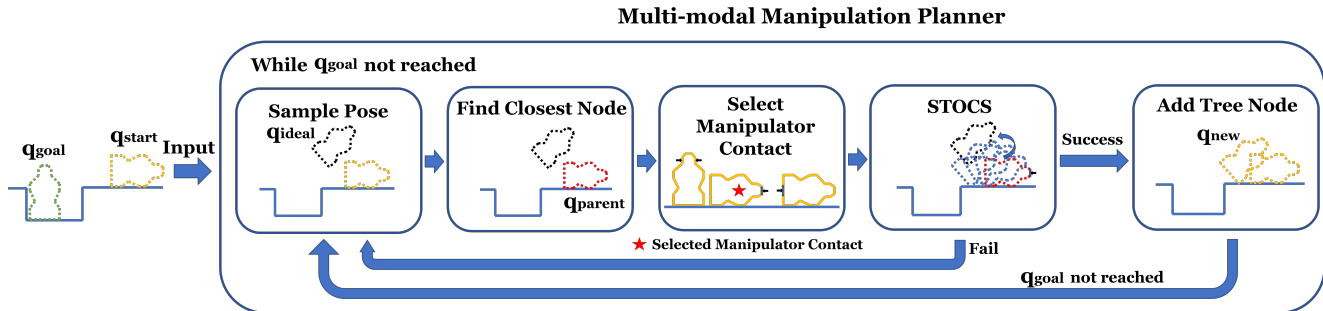 Multi-modal Manipulation Planner
While qgoal not reached
qgoal
qstart
Input
Sample Pose
qideal
Find Closest Node
qparent
Select
Manipulator
Contact
★ Selected Manipulator Contact
STOCS
Success
Fail
Add Tree Node
qnew
qgoal not reached